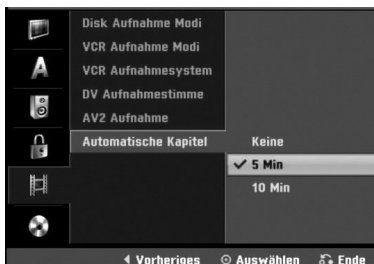 Disk Aufnahme Modi
VCR Aufnahme Modi
VCR Aufnahmesystem
DV Aufnahmestimme
AV2 Aufnahme
Automatische Kapitel Keine
✓ 5 Min
10 Min
Vorheriges Auswählen Ende